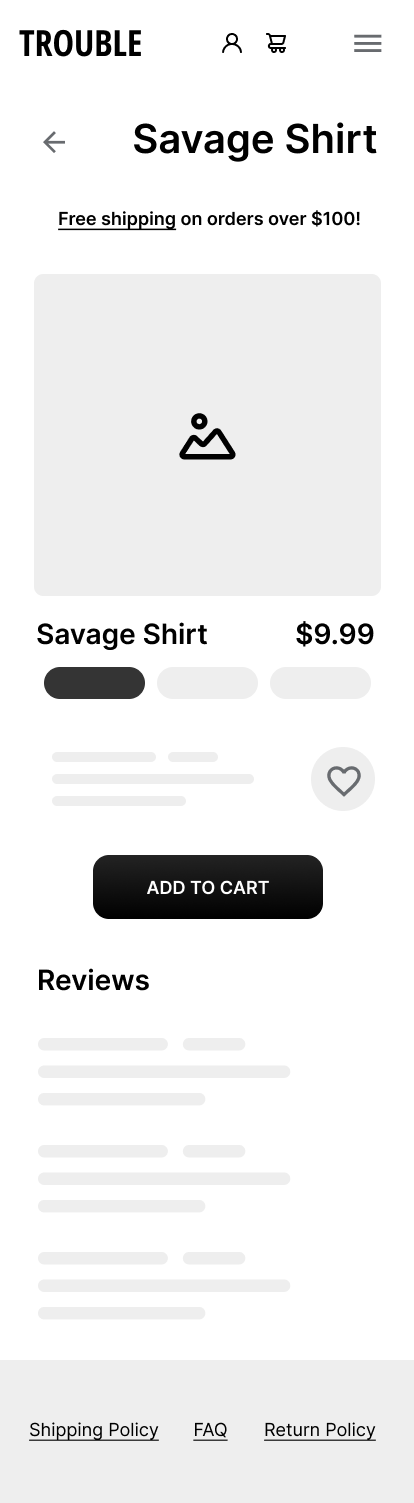 TROUBLE
Savage Shirt
Free shipping on orders over $100!
Savage Shirt $9.99
ADD TO CART
Reviews
Shipping Policy FAQ Return Policy